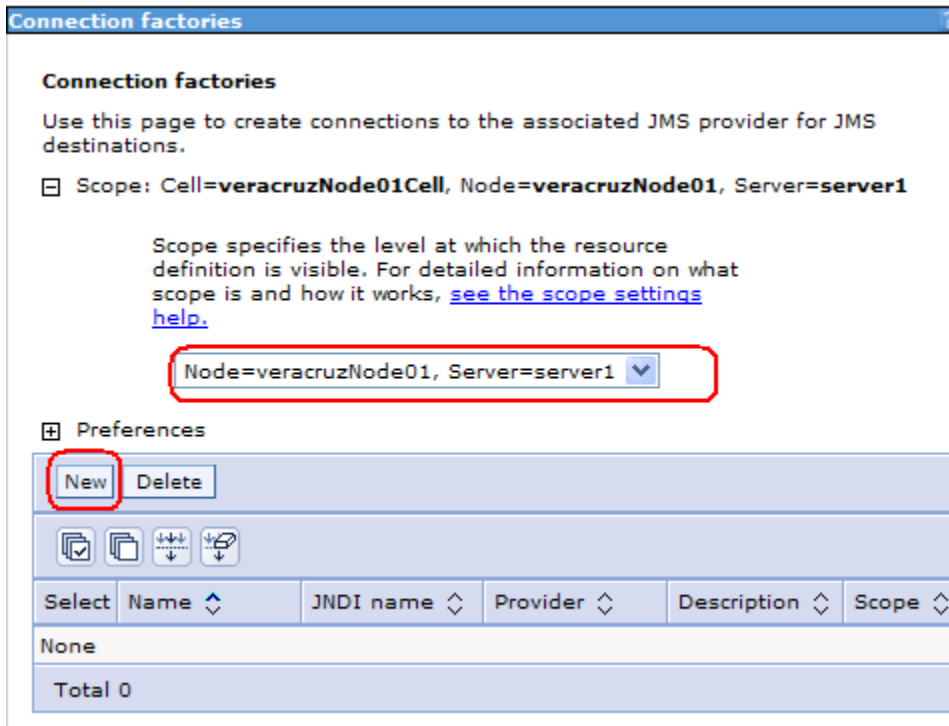 Connection factories
?
Connection factories
Use this page to create connections to the associated JMS provider for JMS
destinations.
Scope: Cell=veracruzNode01Cell, Node=veracruzNode01, Server=server1
Scope specifies the level at which the resource
definition is visible. For detailed information on what
scope is and how it works, see the scope settings
help.
Node=veracruzNode01, Server=server1
Preferences
New Delete
Select Name JNDI name Provider Description Scope
None
Total 0